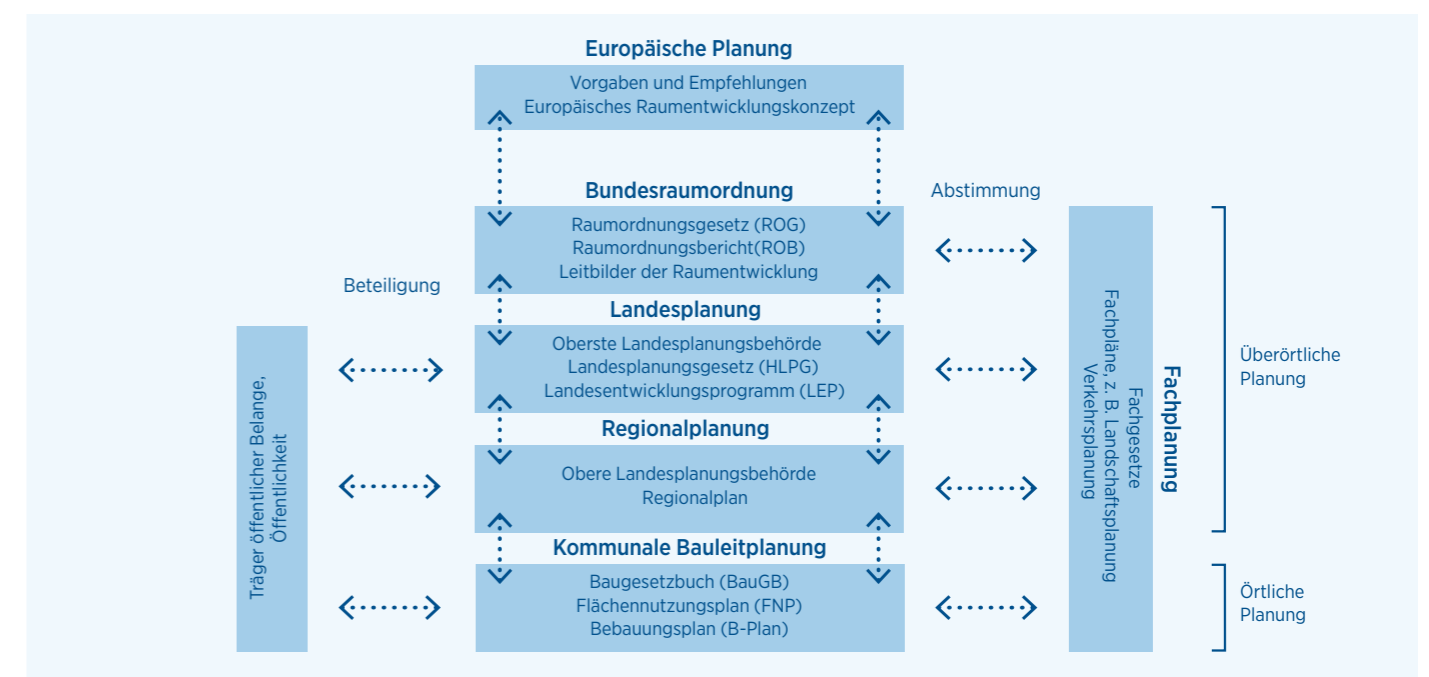 Europäische Planung
Vorgaben und Empfehlungen
Europäisches Raumentwicklungskonzept
Bundesraumordnung
Abstimmung
Raumordnungsgesetz (ROG)
Raumordnungsbericht(ROB)
Leitbilder der Raumentwicklung
Beteiligung
Landesplanung
Oberste Landesplanungsbehörde
Landesplanungsgesetz (HLPG)
Landesentwicklungsprogramm (LEP)
Regionalplanung
Obere Landesplanungsbehörde
Regionalplan
Kommunale Bauleitplanung
Baugesetzbuch (BauGB)
Flächennutzungsplan (FNP)
Bebauungsplan (B-Plan)
Träger öffentlicher Belange,
Öffentlichkeit
Fachplanung
Fachgesetze
Fachpläne, z. B. Landschaftsplanung
Verkehrsplanung
Überörtliche
Planung
Örtliche
Planung